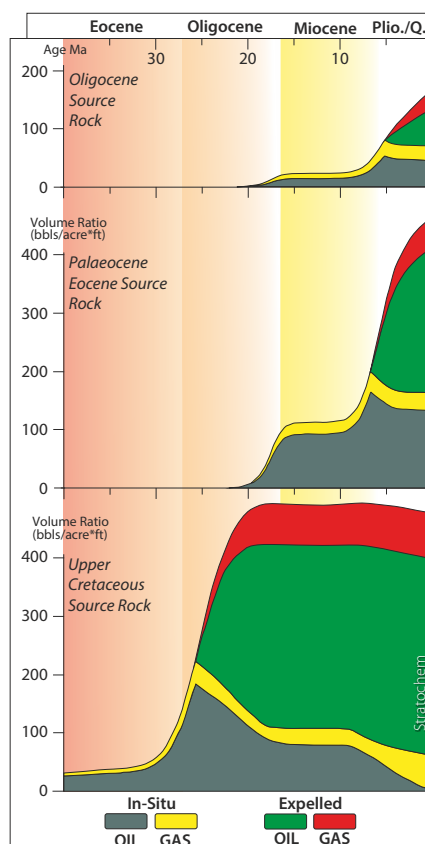 Eocene Oligocene Miocene Plio./Q.
Age Ma 30 20 10
200
Oligocene
Source
Rock
100
0
Volume Ratio
(bbls/acre*ft)
400
Palaeocene
Eocene Source
Rock
300
200
100
0
Volume Ratio
(bbls/acre*ft)
400
Upper
Cretaceous
Source Rock
300
200
100
0
Stratochem
In-Situ Expelled
OIL GAS OIL GAS